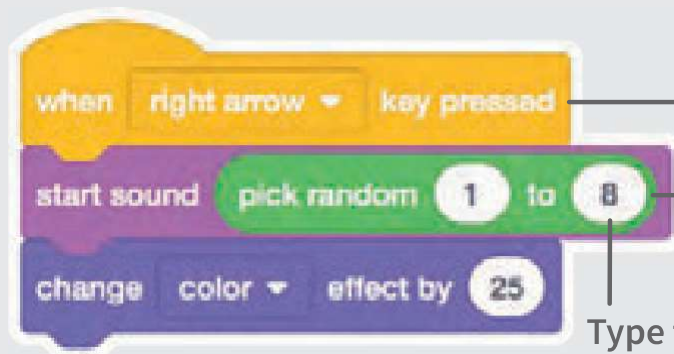 when right arrow key pressed
start sound pick random 1 to 8
change color effect by 25
Type